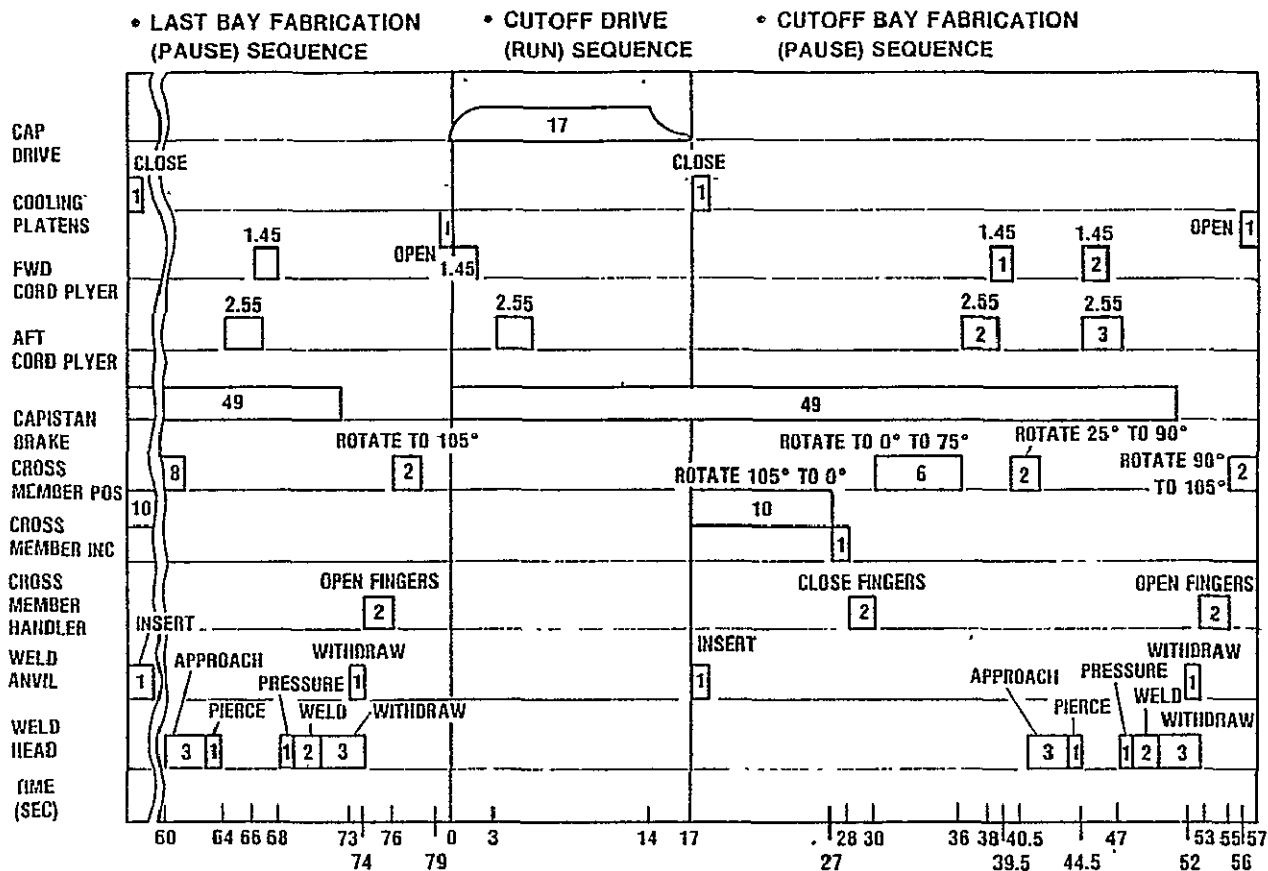 • LAST BAY FABRICATION
(PAUSE) SEQUENCE
• CUTOFF DRIVE
(RUN) SEQUENCE
• CUTOFF BAY FABRICATION
(PAUSE) SEQUENCE
CAP
DRIVE
17
CLOSE
CLOSE
COOLING
PLATENS
1
1
1
OPEN
OPEN
FWD
CORD PLYER
1.45
1.45
1.45
1
1.45
2
AFT
CORD PLYER
2.55
2.55
2.55
2
2.55
3
CAPISTAN
BRAKE
49
49
CROSS
MEMBER POS
8
ROTATE TO 105°
2
ROTATE TO 0° TO 75°
6
ROTATE 25° TO 90°
2
ROTATE 90°
TO 105°
2
CROSS
MEMBER INC
10
ROTATE 105° TO 0°
10
1
CROSS
MEMBER
HANDLER
OPEN FINGERS
2
CLOSE FINGERS
2
OPEN FINGERS
2
WELD
ANVIL
INSERT
1
WITHDRAW
1
INSERT
1
WITHDRAW
1
WELD
HEAD
APPROACH
PIERCE
PRESSURE
WELD
WITHDRAW
3 1 1 2 3
APPROACH
PIERCE
PRESSURE
WELD
WITHDRAW
3 1 1 2 3
TIME
(SEC)
60 64 66 68 73 76 0 3 14 17 28 30 36 38 40.5 47 53 55 57
74 79 27 39.5 44.5 52 56